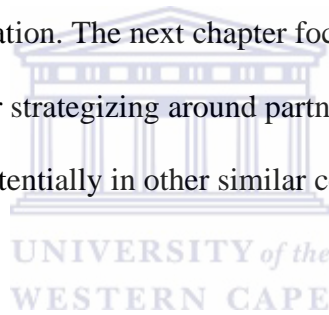 ation. The next chapter foc
r strategizing around partn
tentially in other similar c
UNIVERSITY of the
WESTERN CAPE